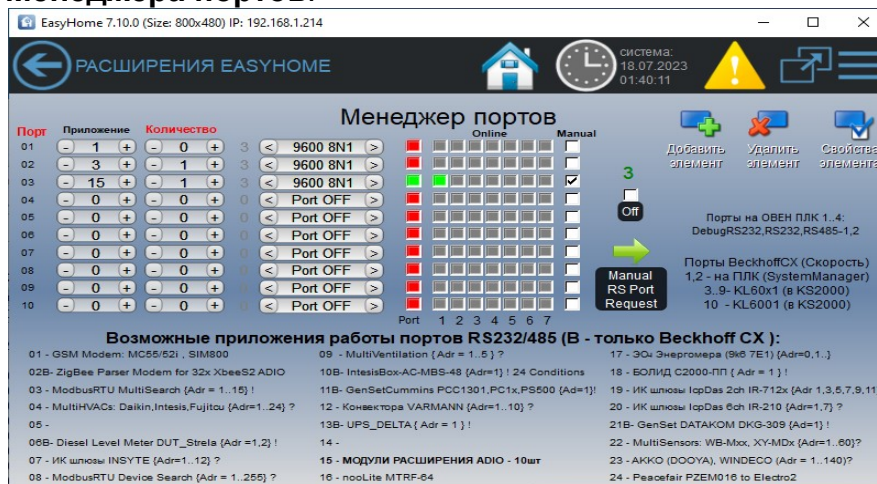 менеджера портов.
EasyHome 7.10.0 (Size: 800x480) IP: 192.168.1.214
РАСШИРЕНИЯ EASYHOME
система:
18.07.2023
01:40:11
Менеджер портов
Порт Приложение Количество Online Manual
01 - 1 + - 0 + 3 < 9600 8N1 >
02 - 3 + - 1 + 3 < 9600 8N1 >
03 - 15 + - 1 + 3 < 9600 8N1 >
04 - 0 + - 0 + 0 < Port OFF >
05 - 0 + - 0 + 0 < Port OFF >
06 - 0 + - 0 + 0 < Port OFF >
07 - 0 + - 0 + 0 < Port OFF >
08 - 0 + - 0 + 0 < Port OFF >
09 - 0 + - 0 + 0 < Port OFF >
10 - 0 + - 0 + 0 < Port OFF >
Port 1 2 3 4 5 6 7
3
Off
Manual
RS Port
Request
Добавить элемент
Удалить элемент
Свойства элемента
Порты на ОВЕН ПЛК 1..4:
DebugRS232,RS232,RS485-1,2
Порты BeckhoffCX (Скорость)
1,2 - на ПЛК (SystemManager)
3..9- KL60x1 (в KS2000)
10 - KL6001 (в KS2000)
Возможные приложения работы портов RS232/485 (B - только Beckhoff CX ):
01 - GSM Modem: MC55/52i , SIM800
02B- ZigBee Parser Modem for 32x XbeeS2 ADIO
03 - ModbusRTU MultiSearch {Adr = 1..15} !
04 - MultiHVACs: Daikin,Intesis,Fujitcu {Adr=1..24} ?
05 -
06B- Diesel Level Meter DUT_Strela {Adr =1,2} !
07 - ИК шлюзы INSYTE {Adr=1..12} ?
08 - ModbusRTU Device Search {Adr = 1..255} ?
09 - MultiVentilation {Adr = 1..5 } ?
10B- IntesisBox-AC-MBS-48 {Adr=1} ! 24 Conditions
11B- GenSetCummins PCC1301,PC1x,PS500 {Ad=1}!
12 - Конвектора VARMANN {Adr=1..10} ?
13B- UPS_DELTA { Adr = 1 } !
14 -
15 - МОДУЛИ РАСШИРЕНИЯ ADIO - 10шт
16 - nooLite MTRF-64
17 - ЭСч Энергомера (9k6 7E1) {Adr=0,1..}
18 - БОЛИД С2000-ПП { Adr = 1 } !
19 - ИК шлюзы IcpDas 2ch IR-712x {Adr 1,3,5,7,9,11
20 - ИК шлюзы IcpDas 6ch IR-210 {Adr=1,7} ?
21B- GenSet DATAKOM DKG-309 {Ad=1} !
22 - MultiSensors: WB-Mxx, XY-MDx {Adr=1..60}?
23 - AKKO (DOOYA), WINDECO (Adr = 1..140)?
24 - Peacefair PZEM016 to Electro2